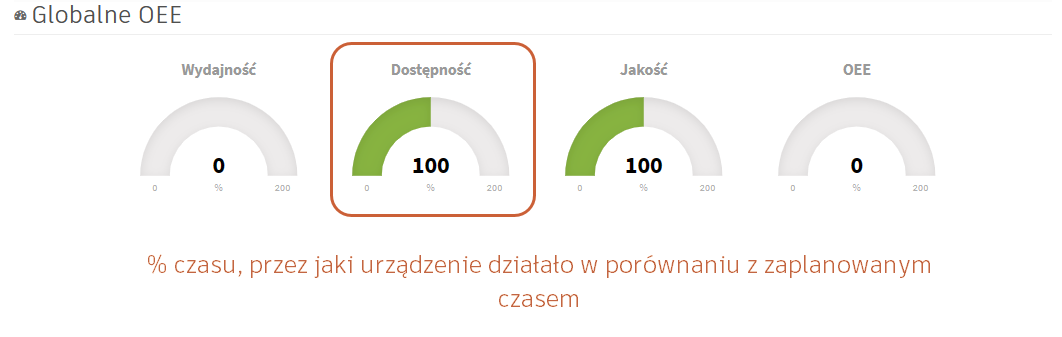 Globalne OEE
Wydajność Dostępność Jakość OEE
0 100 100 0
0 % 200 0 % 200 0 % 200 0 % 200
% czasu, przez jaki urządzenie działało w porównaniu z zaplanowanym
czasem